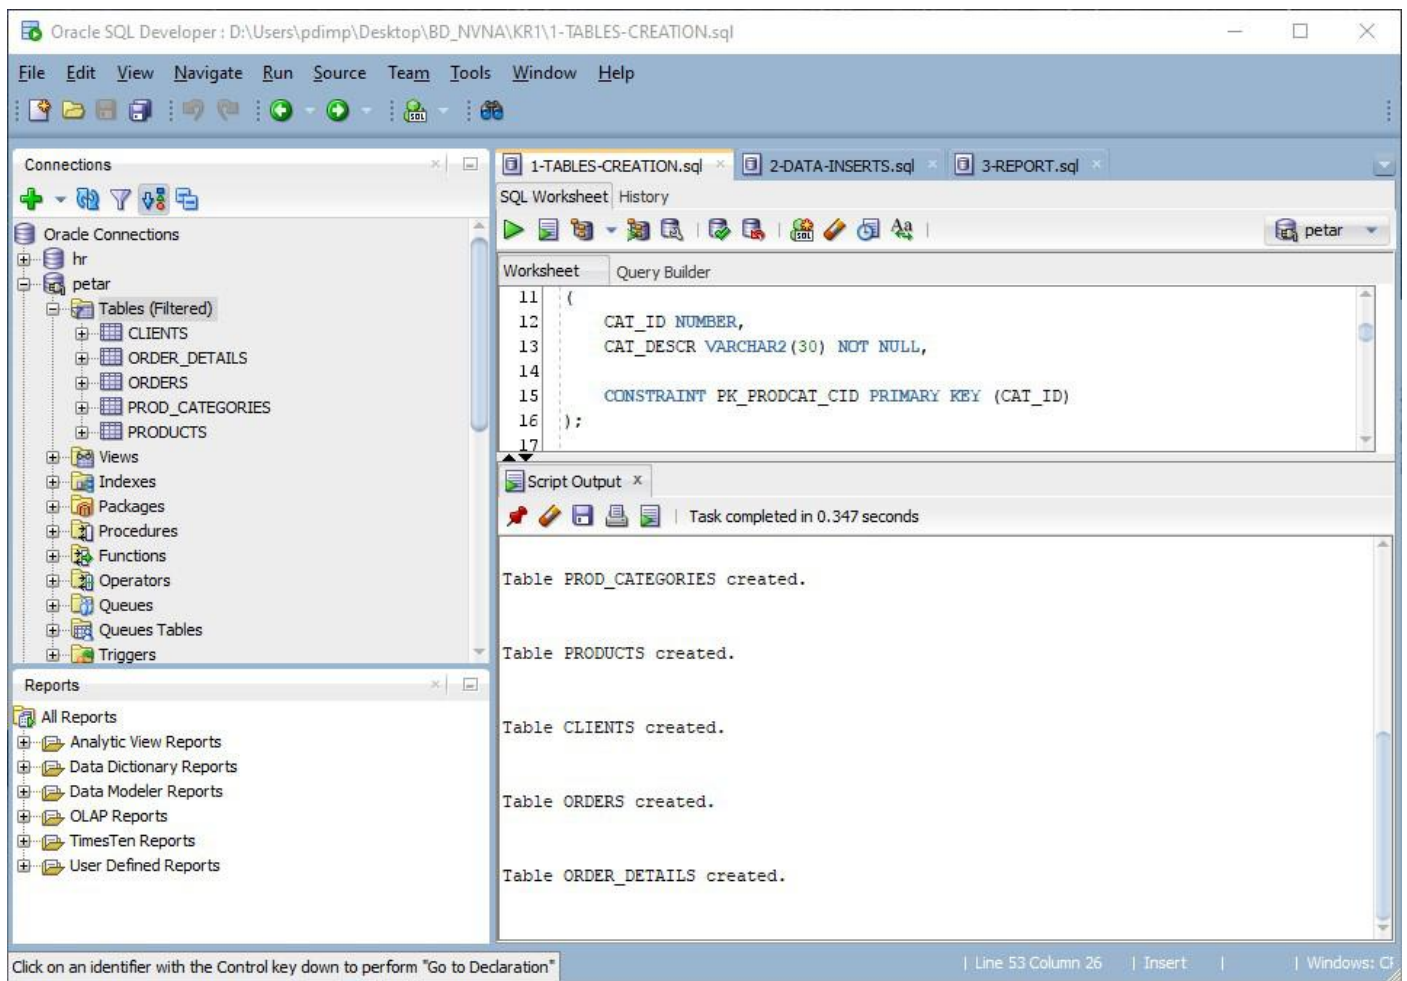 Oracle SQL Developer : D:\Users\pdimp\Desktop\BD_NVNA\KR1\1-TABLES-CREATION.sql
File Edit View Navigate Run Source Team Tools Window Help
Connections
Oracle Connections
hr
petar
Tables (Filtered)
CLIENTS
ORDER_DETAILS
ORDERS
PROD_CATEGORIES
PRODUCTS
Views
Indexes
Packages
Procedures
Functions
Operators
Queues
Queues Tables
Triggers
Reports
All Reports
Analytic View Reports
Data Dictionary Reports
Data Modeler Reports
OLAP Reports
TimesTen Reports
User Defined Reports
1-TABLES-CREATION.sql 2-DATA-INSERTS.sql 3-REPORT.sql
SQL Worksheet History
petar
Worksheet Query Builder
11 (
12 CAT_ID NUMBER,
13 CAT_DESCR VARCHAR2(30) NOT NULL,
14
15 CONSTRAINT PK_PRODCAT_CID PRIMARY KEY (CAT_ID)
16 );
17
Script Output
Task completed in 0.347 seconds
Table PROD_CATEGORIES created.
Table PRODUCTS created.
Table CLIENTS created.
Table ORDERS created.
Table ORDER_DETAILS created.
Click on an identifier with the Control key down to perform "Go to Declaration"
| Line 53 Column 26 | Insert | | Windows: